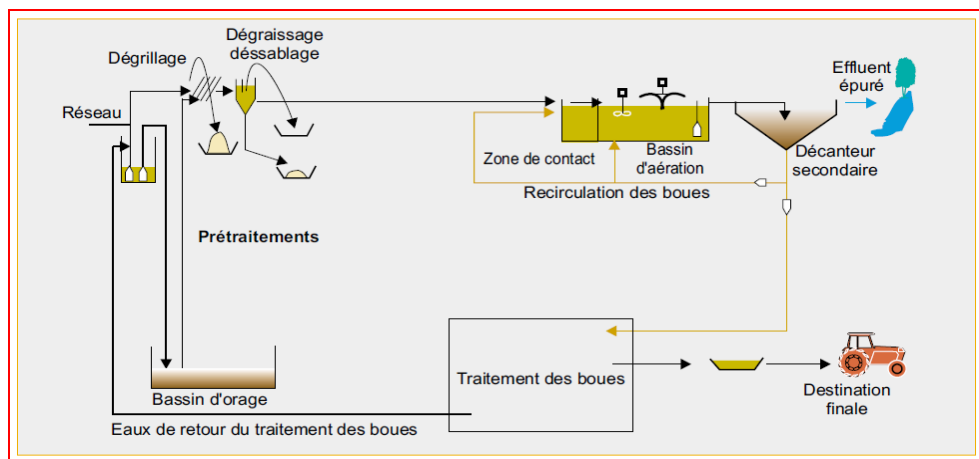 Dégraissage
déssablage
Dégrillage
Réseau
Effluent
épuré
Zone de contact
Bassin
d'aération
Décanteur
secondaire
Recirculation des boues
Prétraitements
Traitement des boues
Bassin d'orage
Destination
finale
Eaux de retour du traitement des boues